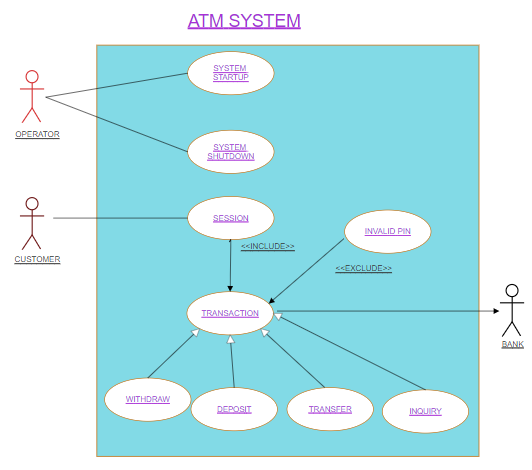 ATM SYSTEM
SYSTEM
STARTUP
OPERATOR
SYSTEM
SHUTDOWN
SESSION
INVALID PIN
<<INCLUDE>>
CUSTOMER
<<EXCLUDE>>
TRANSACTION
BANK
WITHDRAW
DEPOSIT
TRANSFER
INQUIRY